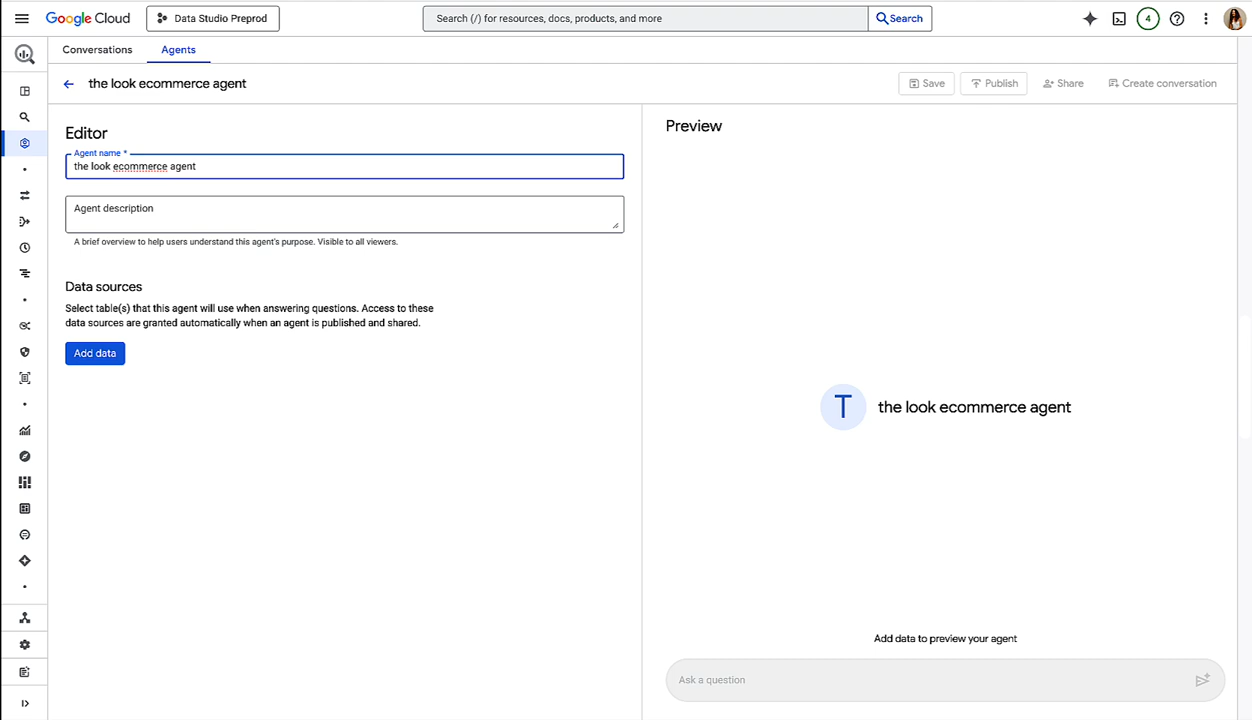 Google Cloud
Data Studio Preprod
Search (/) for resources, docs, products, and more
Search
4
Conversations
Agents
the look ecommerce agent
Save
Publish
Share
Create conversation
Editor
Agent name *
the look ecommerce agent
Agent description
A brief overview to help users understand this agent's purpose. Visible to all viewers.
Data sources
Select table(s) that this agent will use when answering questions. Access to these
data sources are granted automatically when an agent is published and shared.
Add data
Preview
T
the look ecommerce agent
Add data to preview your agent
Ask a question